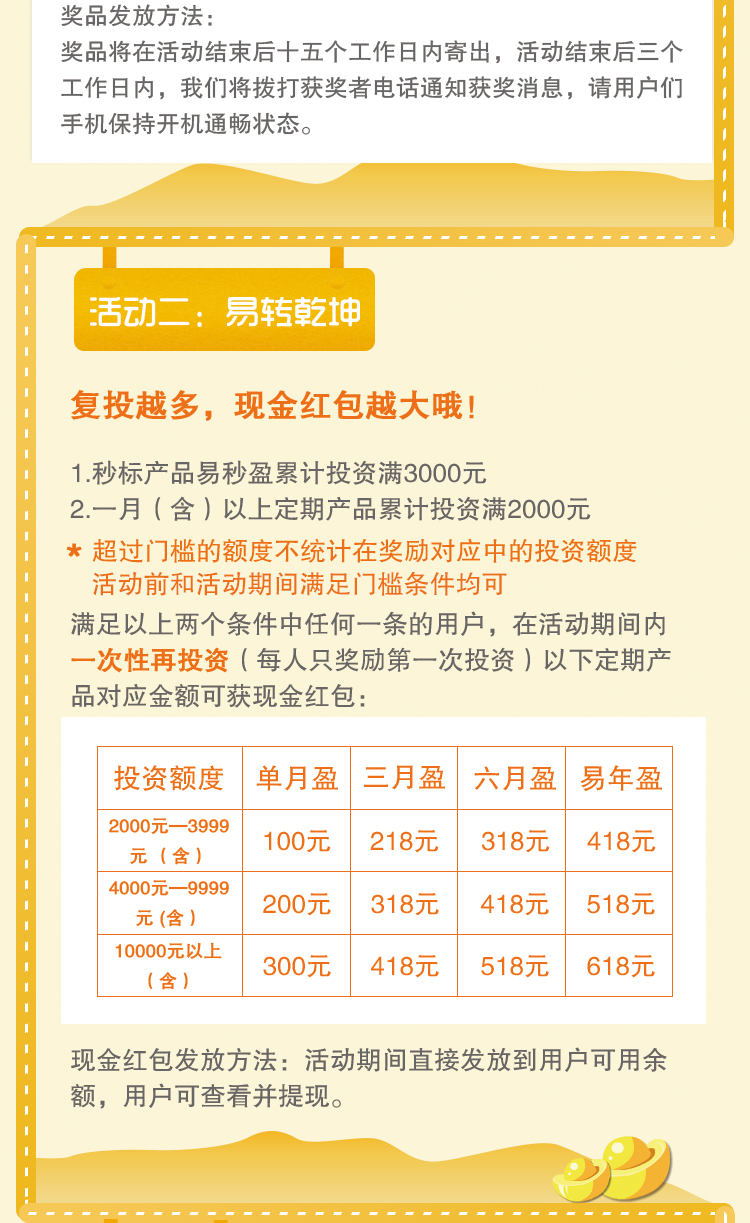 奖品发放方法：
奖品将在活动结束后十五个工作日内寄出，活动结束后三个
工作日内，我们将拨打获奖者电话通知获奖消息，请用户们
手机保持开机通畅状态。
活动二：易转乾坤
复投越多，现金红包越大哦！
1.秒标产品易秒盈累计投资满3000元
2.一月（含）以上定期产品累计投资满2000元
* 超过门槛的额度不统计在奖励对应中的投资额度
活动前和活动期间满足门槛条件均可
满足以上两个条件中任何一条的用户，在活动期间内
一次性再投资（每人只奖励第一次投资）以下定期产
品对应金额可获现金红包：
投资额度 单月盈 三月盈 六月盈 易年盈
2000元—3999
元（含） 100元 218元 318元 418元
4000元—9999
元(含） 200元 318元 418元 518元
10000元以上
（含） 300元 418元 518元 618元
现金红包发放方法：活动期间直接发放到用户可用余
额，用户可查看并提现。